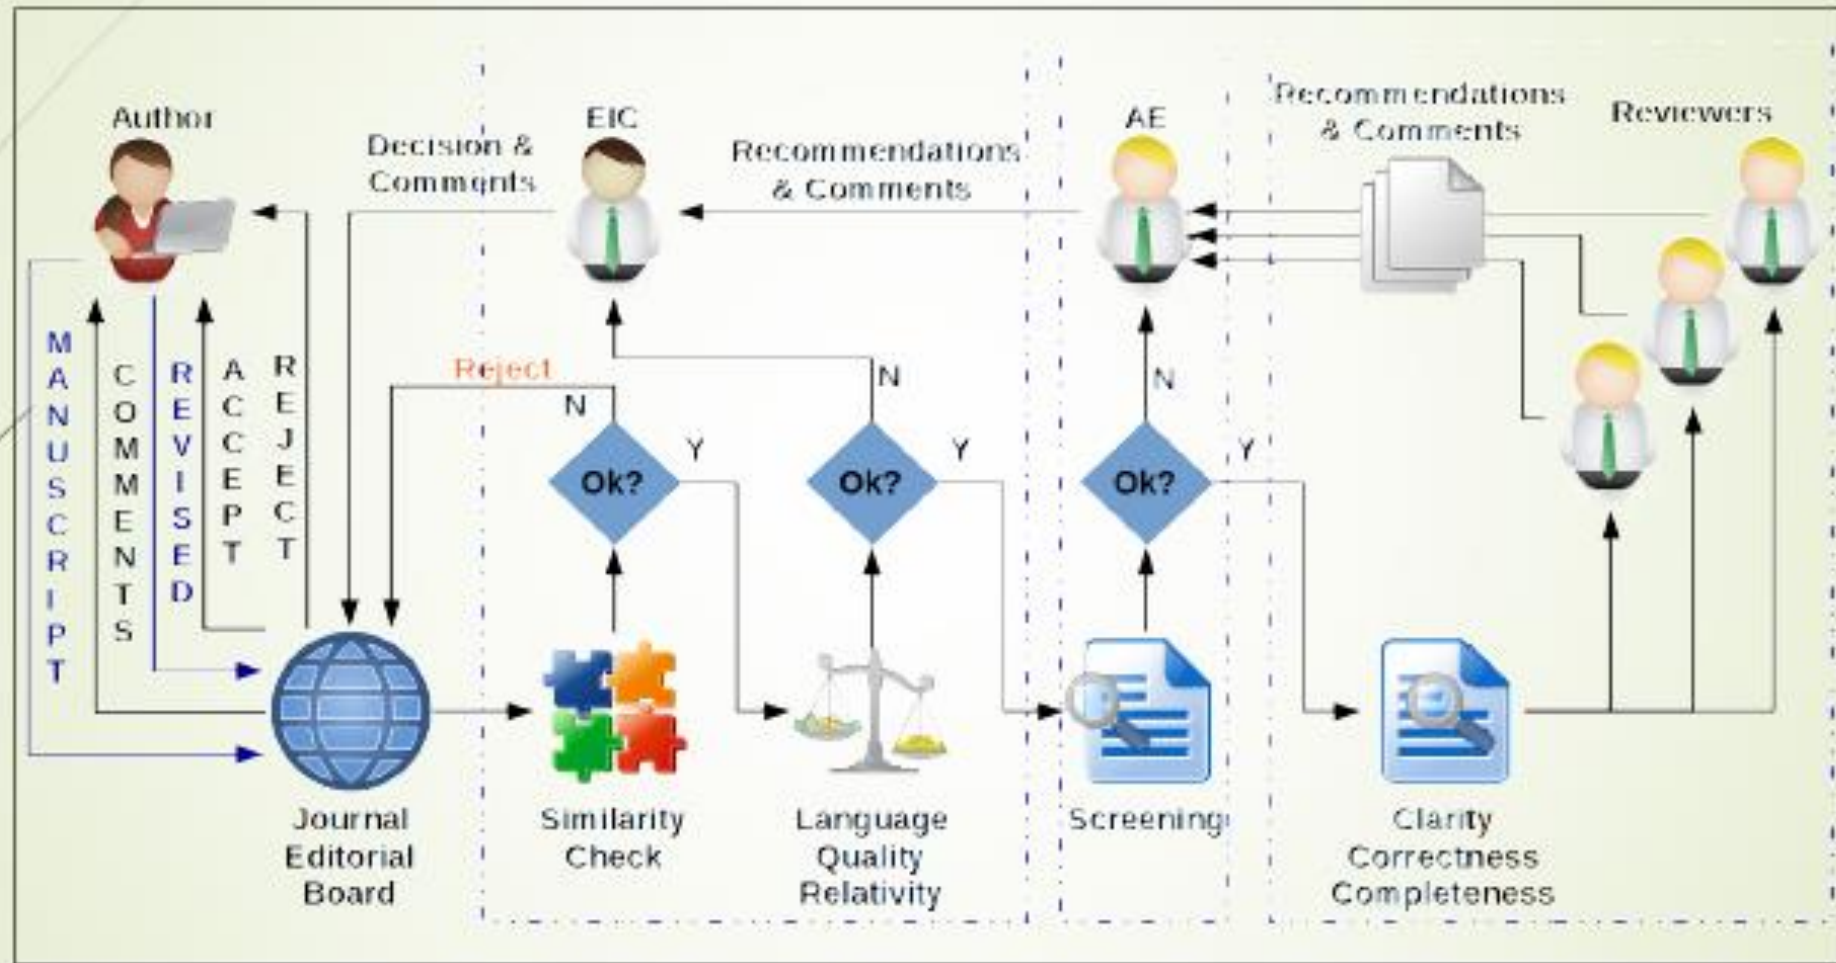 Author
EIC
AE
Recommendations
& Comments
Reviewers
Decision &
Comments
Recommendations
& Comments
MANUSCRIPT
COMMENTS
REVISED
ACCEPT
REJECT
Reject
N
N
N
Y
Y
Y
Ok?
Ok?
Ok?
Journal
Editorial
Board
Similarity
Check
Language
Quality
Relativity
Screening
Clarity
Correctness
Completeness